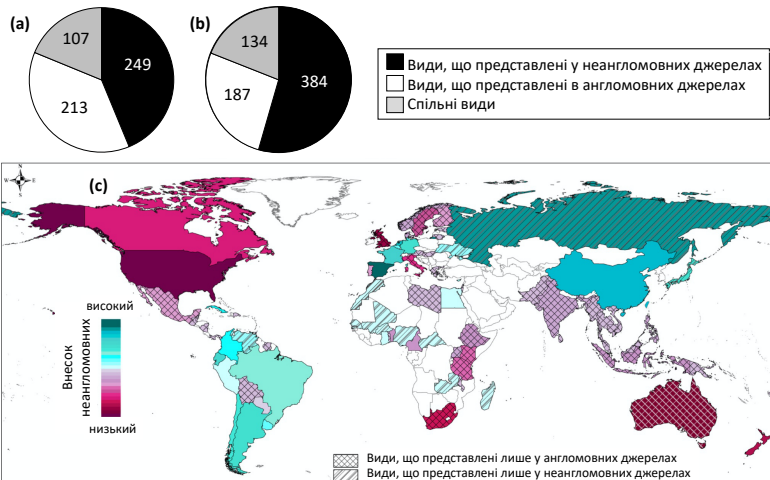 (a)
107
249
213
(b)
134
384
187
Види, що представлені у неангломовних джерелах
Види, що представлені в англомовних джерелах
Спільні види
N
W
E
S
(c)
високий
Внесок
неангломовних
низький
Види, що представлені лише у англомовних джерелах
Види, що представлені лише у неангломовних джерелах